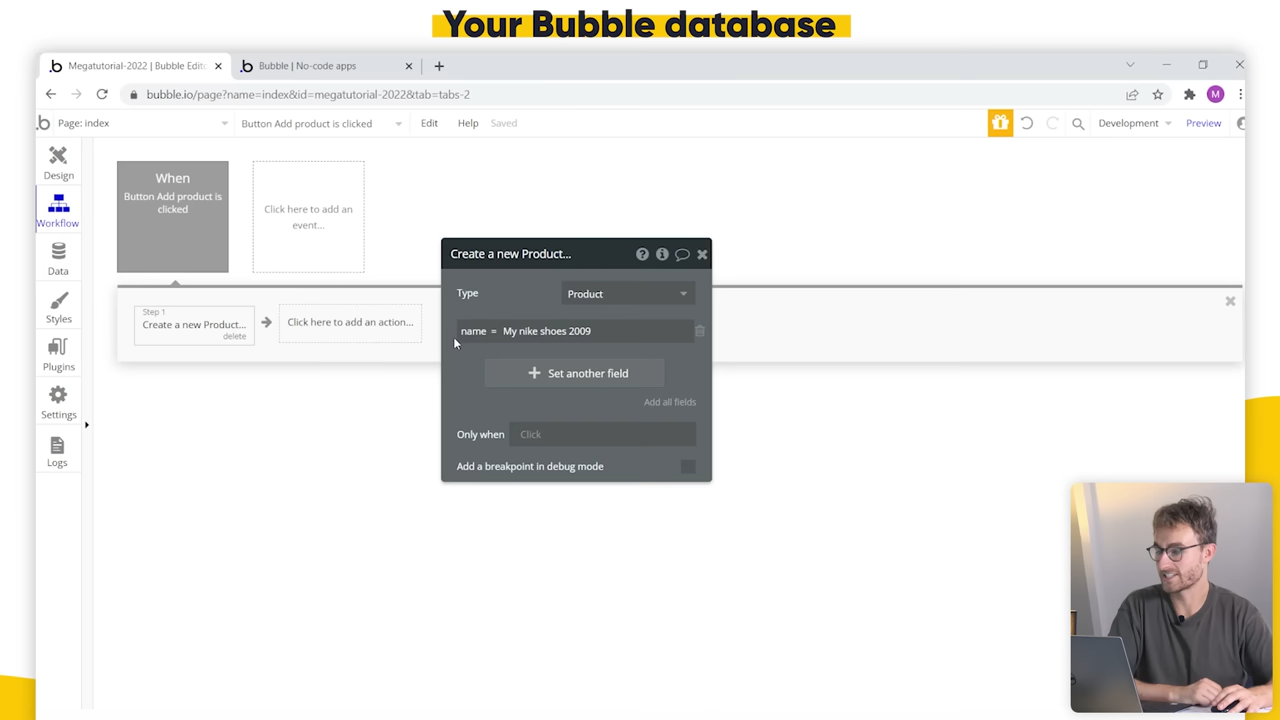 Your Bubble database
Megatutorial-2022 | Bubble Edito
Bubble | No-code apps
bubble.io/page?name=index&id=megatutorial-2022&tab=tabs-2
M
Page: index
Button Add product is clicked
Edit
Help
Saved
Development
Preview
Design
Workflow
Data
Styles
Plugins
Settings
Logs
When
Button Add product is
clicked
Click here to add an
event...
Step 1
Create a new Product...
delete
Click here to add an action...
Create a new Product...
Type
Product
name = My nike shoes 2009
Set another field
Add all fields
Only when
Click
Add a breakpoint in debug mode